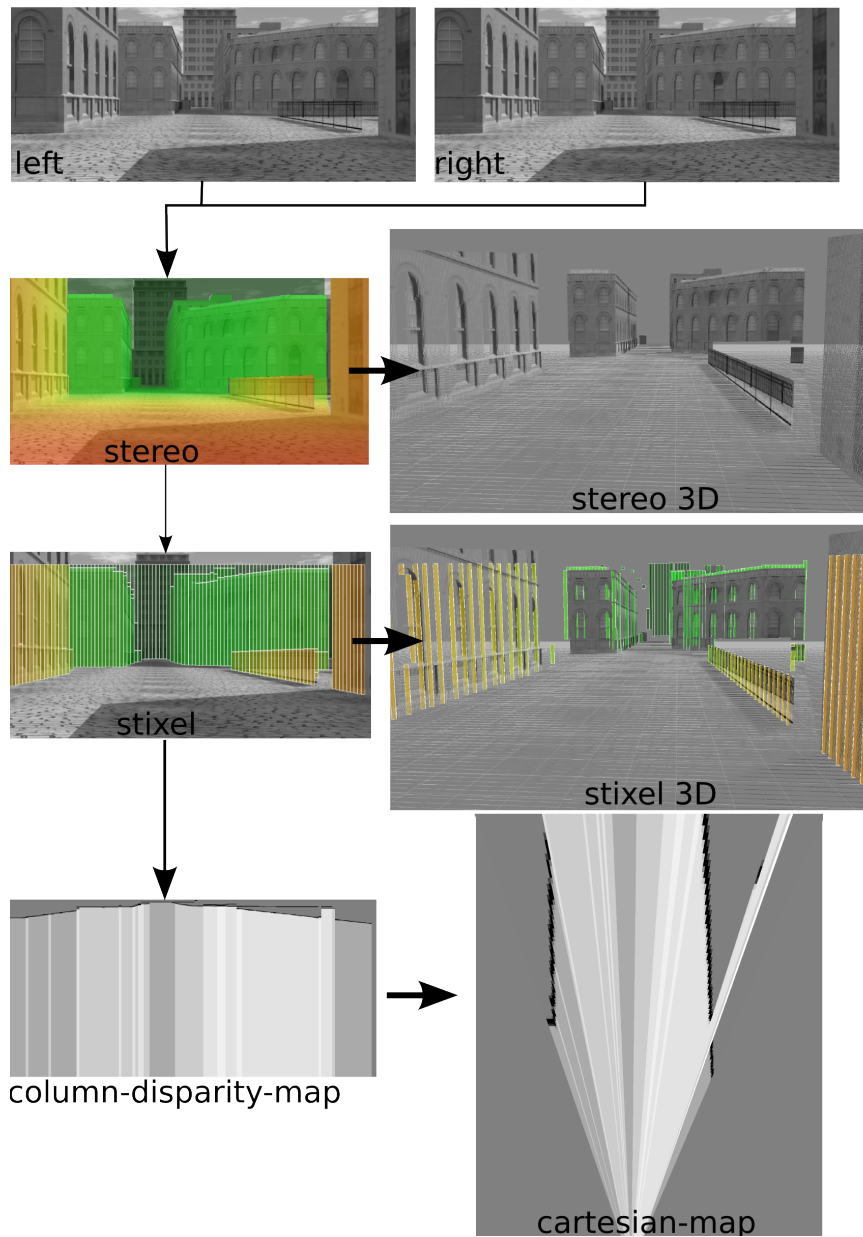 left
right
stereo
stereo 3D
stixel
stixel 3D
column-disparity-map
cartesian-map